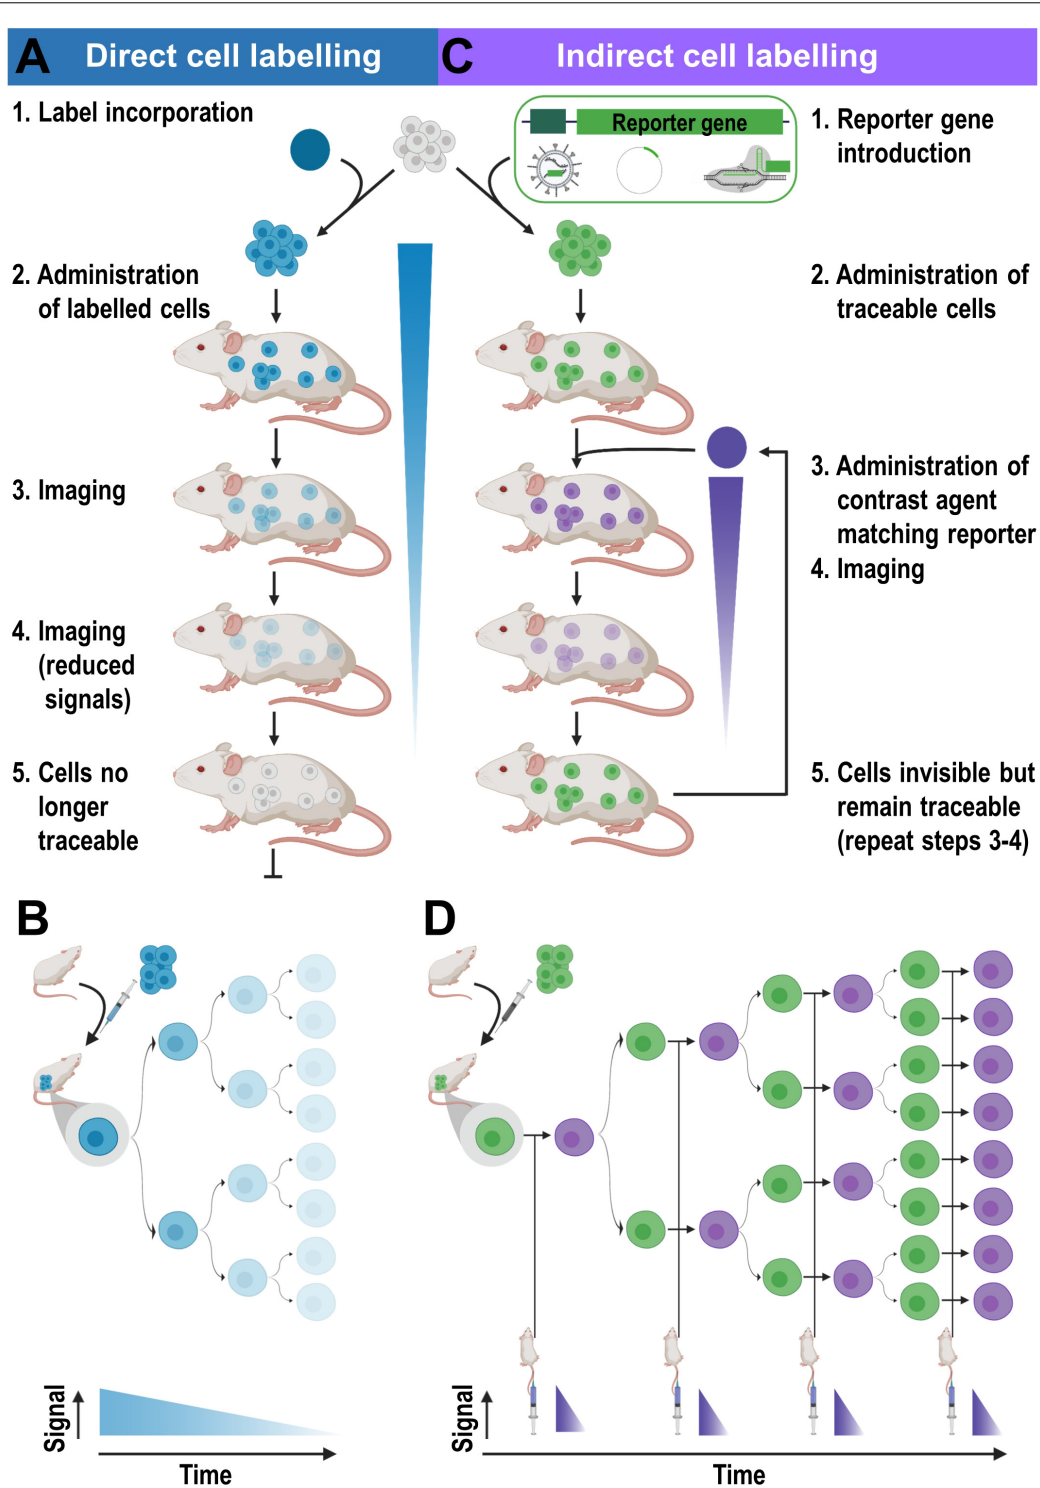 A Direct cell labelling
1. Label incorporation
2. Administration
of labelled cells
3. Imaging
4. Imaging
(reduced
signals)
5. Cells no
longer
traceable
C Indirect cell labelling
Reporter gene
1. Reporter gene
introduction
2. Administration of
traceable cells
3. Administration of
contrast agent
matching reporter
4. Imaging
5. Cells invisible but
remain traceable
(repeat steps 3-4)
B
Signal
Time
D
Signal
Time